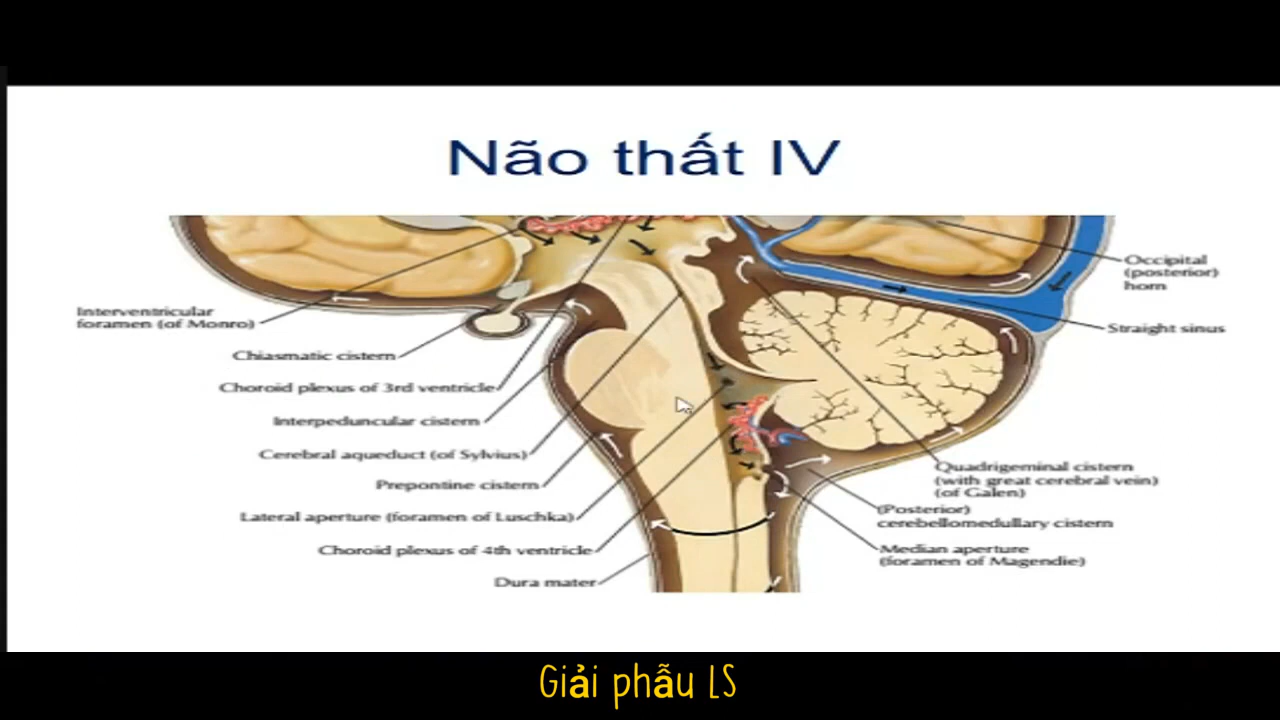 Não thất IV
Interventricular
foramen (of Monro)
Chiasmatic cistern
Choroid plexus of 3rd ventricle
Interpeduncular cistern
Cerebral aqueduct (of Sylvius)
Prepontine cistern
Lateral aperture (foramen of Luschka)
Choroid plexus of 4th ventricle
Dura mater
Occipital
(posterior)
horn
Straight sinus
Quadrigeminal cistern
(with great cerebral vein)
(of Galen)
(Posterior)
cerebellomedullary cistern
Median aperture
(foramen of Magendie)
Giải phẫu LS